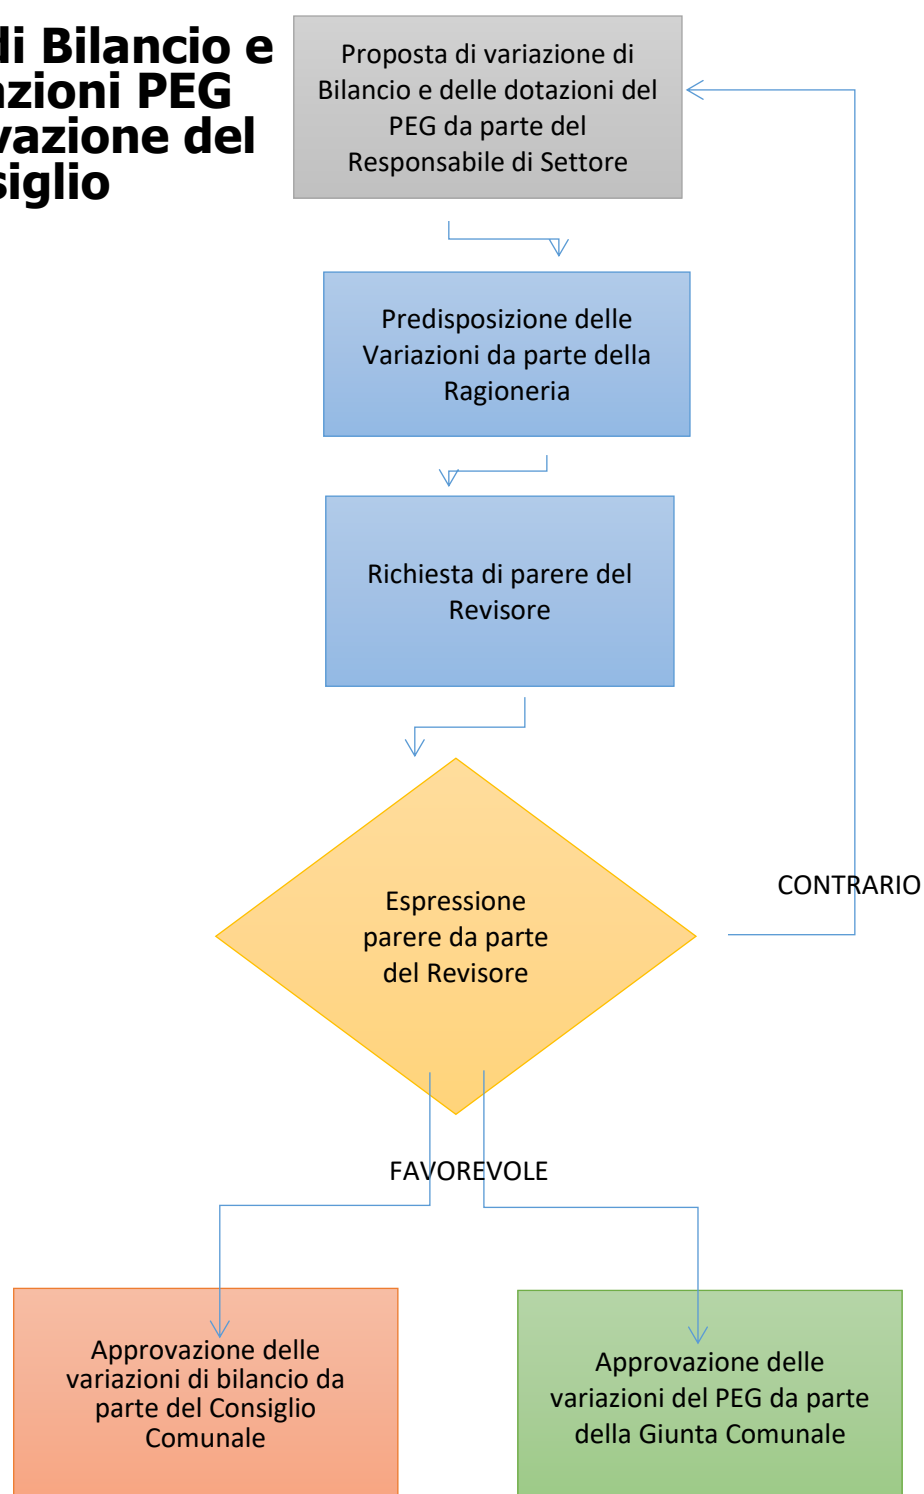 di Bilancio e
azioni PEG
vazione del
siglio
Proposta di variazione di
Bilancio e delle dotazioni del
PEG da parte del
Responsabile di Settore
Predisposizione delle
Variazioni da parte della
Ragioneria
Richiesta di parere del
Revisore
Espressione
parere da parte
del Revisore
CONTRARIO
FAVOREVOLE
Approvazione delle
variazioni di bilancio da
parte del Consiglio
Comunale
Approvazione delle
variazioni del PEG da parte
della Giunta Comunale